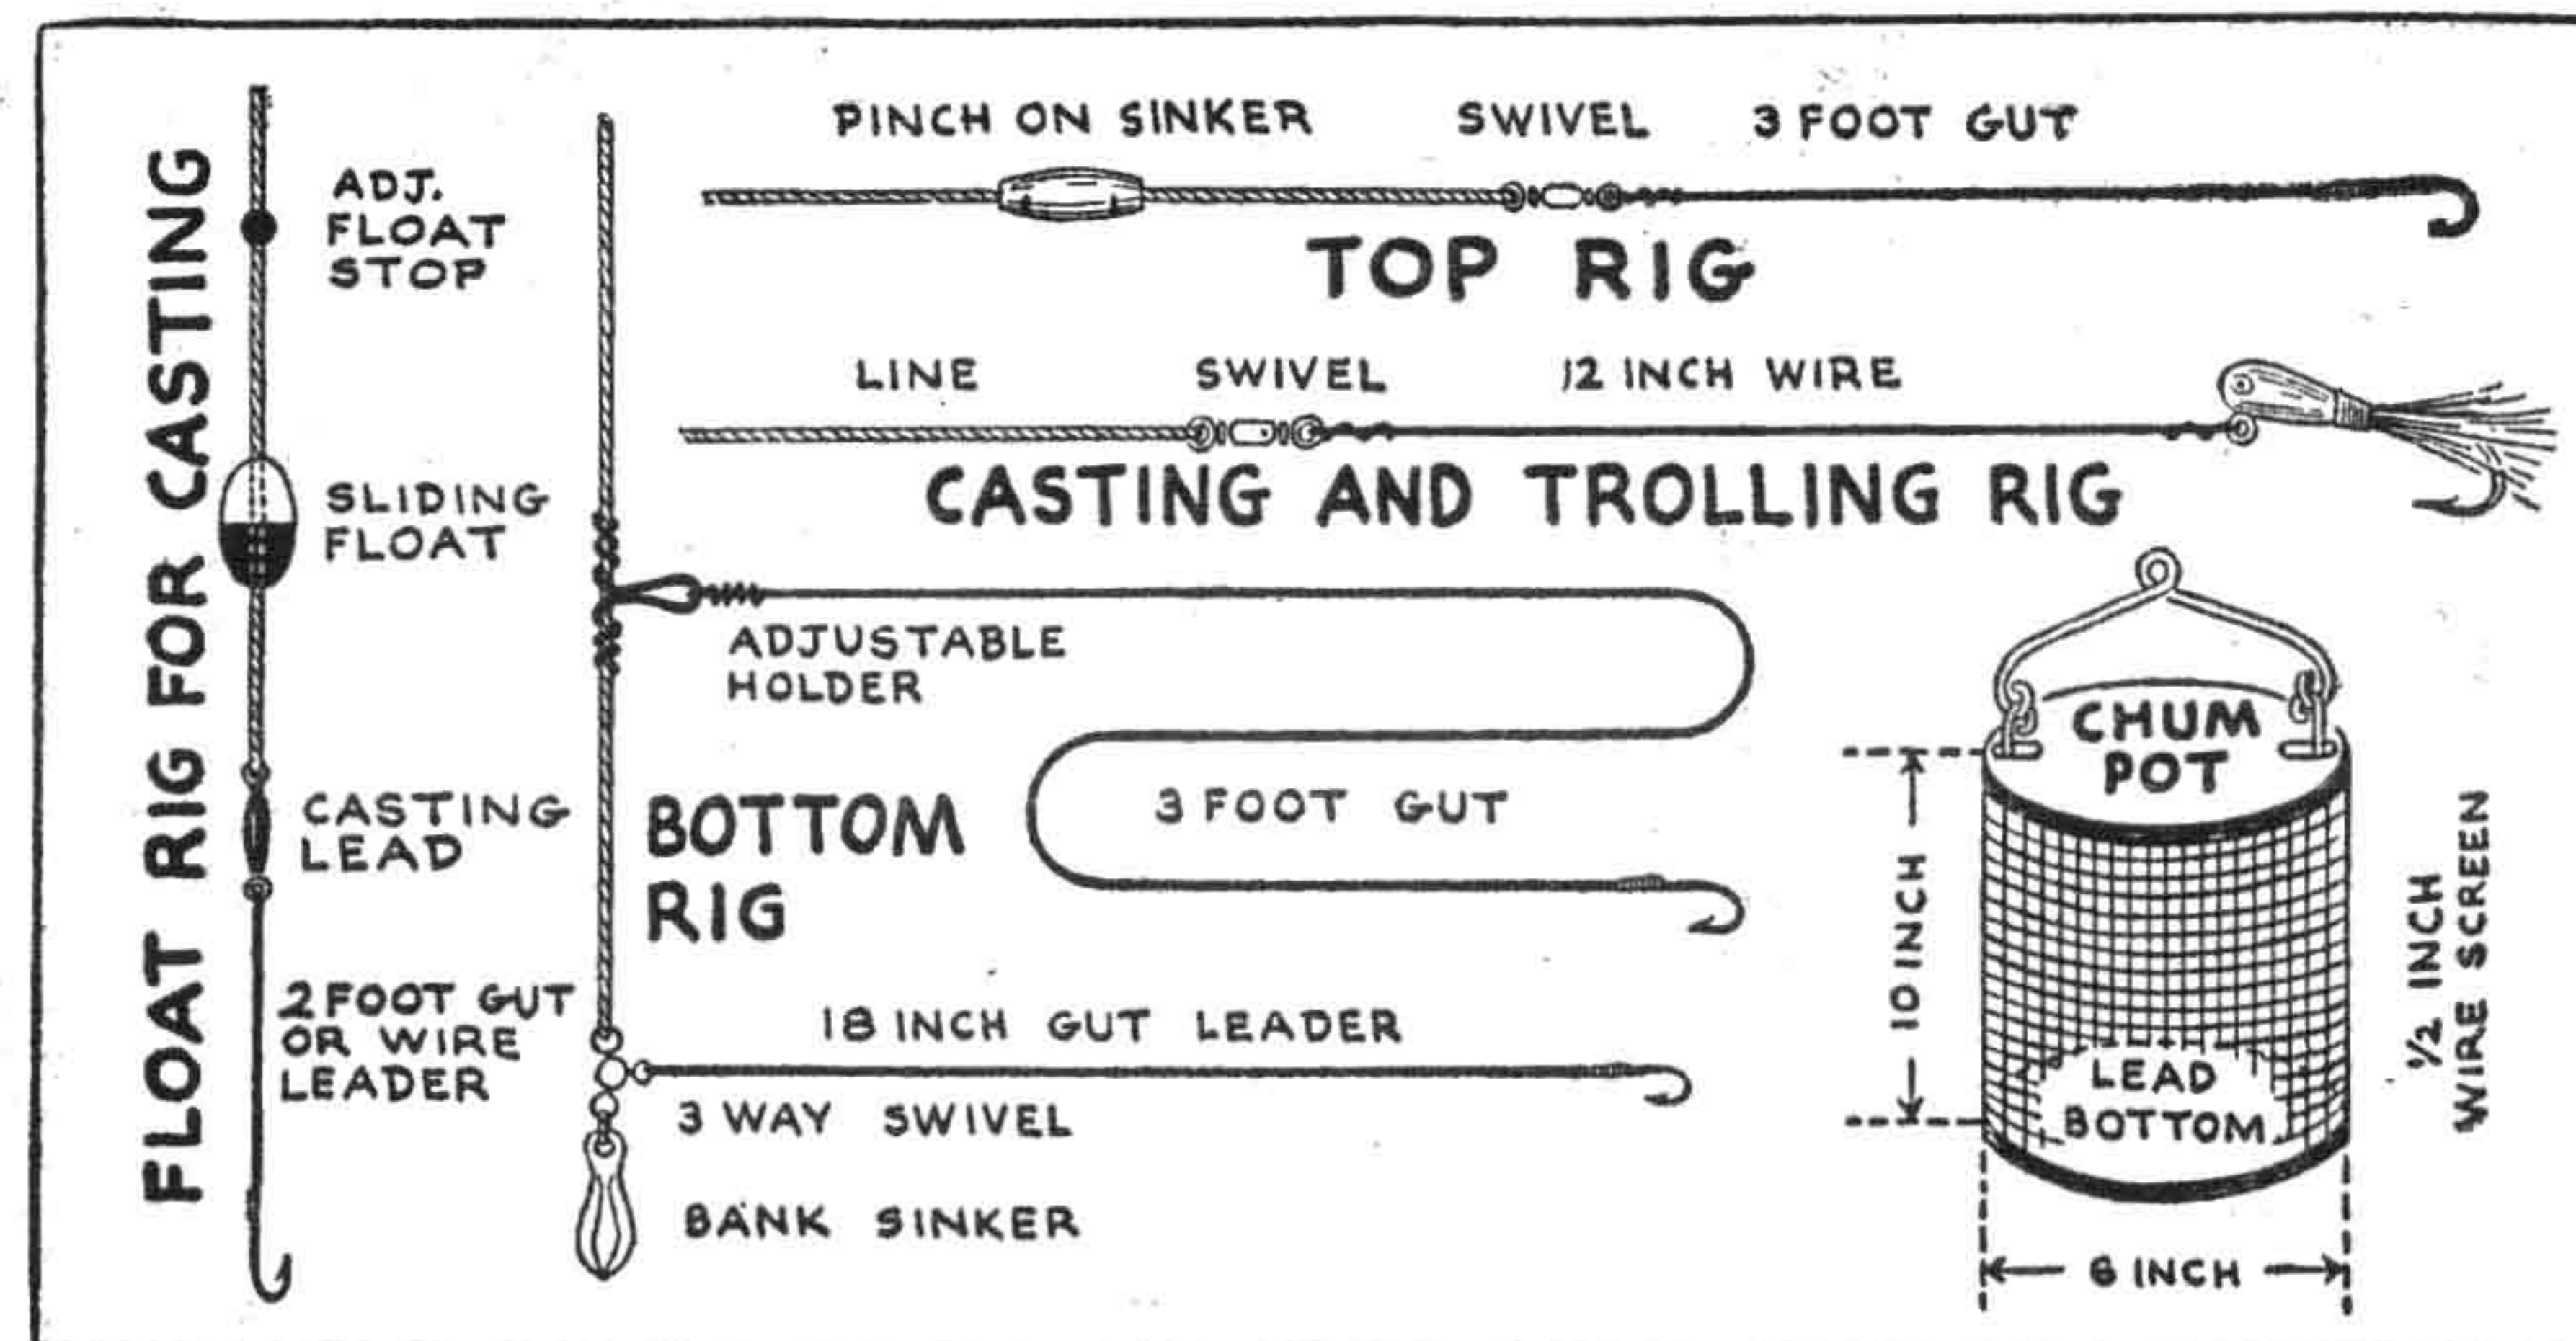 FLOAT RIG FOR CASTING
ADJ.
FLOAT
STOP
SLIDING
FLOAT
CASTING
LEAD
2 FOOT GUT
OR WIRE
LEADER
PINCH ON SINKER
SWIVEL
3 FOOT GUT
TOP RIG
LINE
SWIVEL
12 INCH WIRE
CASTING AND TROLLING RIG
ADJUSTABLE
HOLDER
BOTTOM
RIG
3 FOOT GUT
18 INCH GUT LEADER
3 WAY SWIVEL
BANK SINKER
CHUM
POT
10 INCH
LEAD
BOTTOM
6 INCH
1/2 INCH
WIRE SCREEN